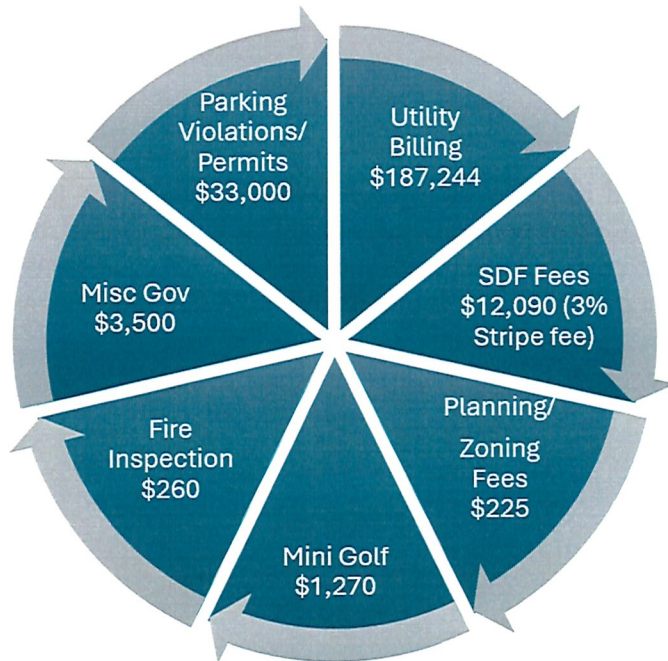 Parking
Violations/
Permits
$33,000
Utility
Billing
$187,244
SDF Fees
$12,090 (3%
Stripe fee)
Planning/
Zoning
Fees
$225
Mini Golf
$1,270
Fire
Inspection
$260
Misc Gov
$3,500